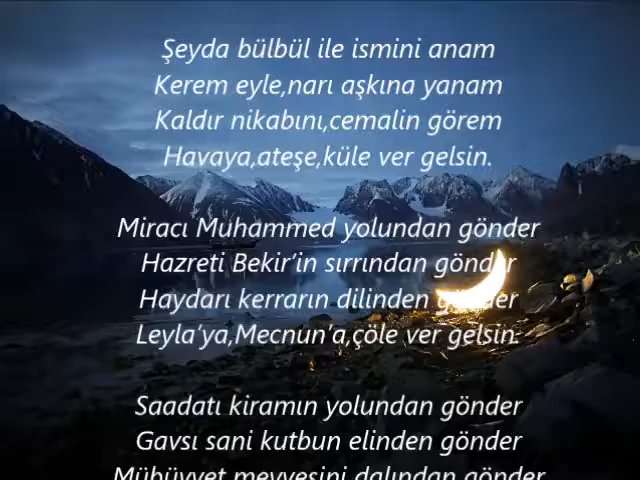 Şeyda bülbül ile ismini anam
Kerem eyle,narı aşkına yanam
Kaldır nikabını,cemalin görem
Havaya,ateşe,küle ver gelsin.
Miracı Muhammed yolundan gönder
Hazreti Bekir'in sırrından gönder
Haydarı kerrarın dilinden gönder
Leyla'ya,Mecnun'a,çöle ver gelsin.
Saadatı kiramın yolundan gönder
Gavsı sani kutbun elinden gönder
Mübüvvet meyvesini dalından gönder